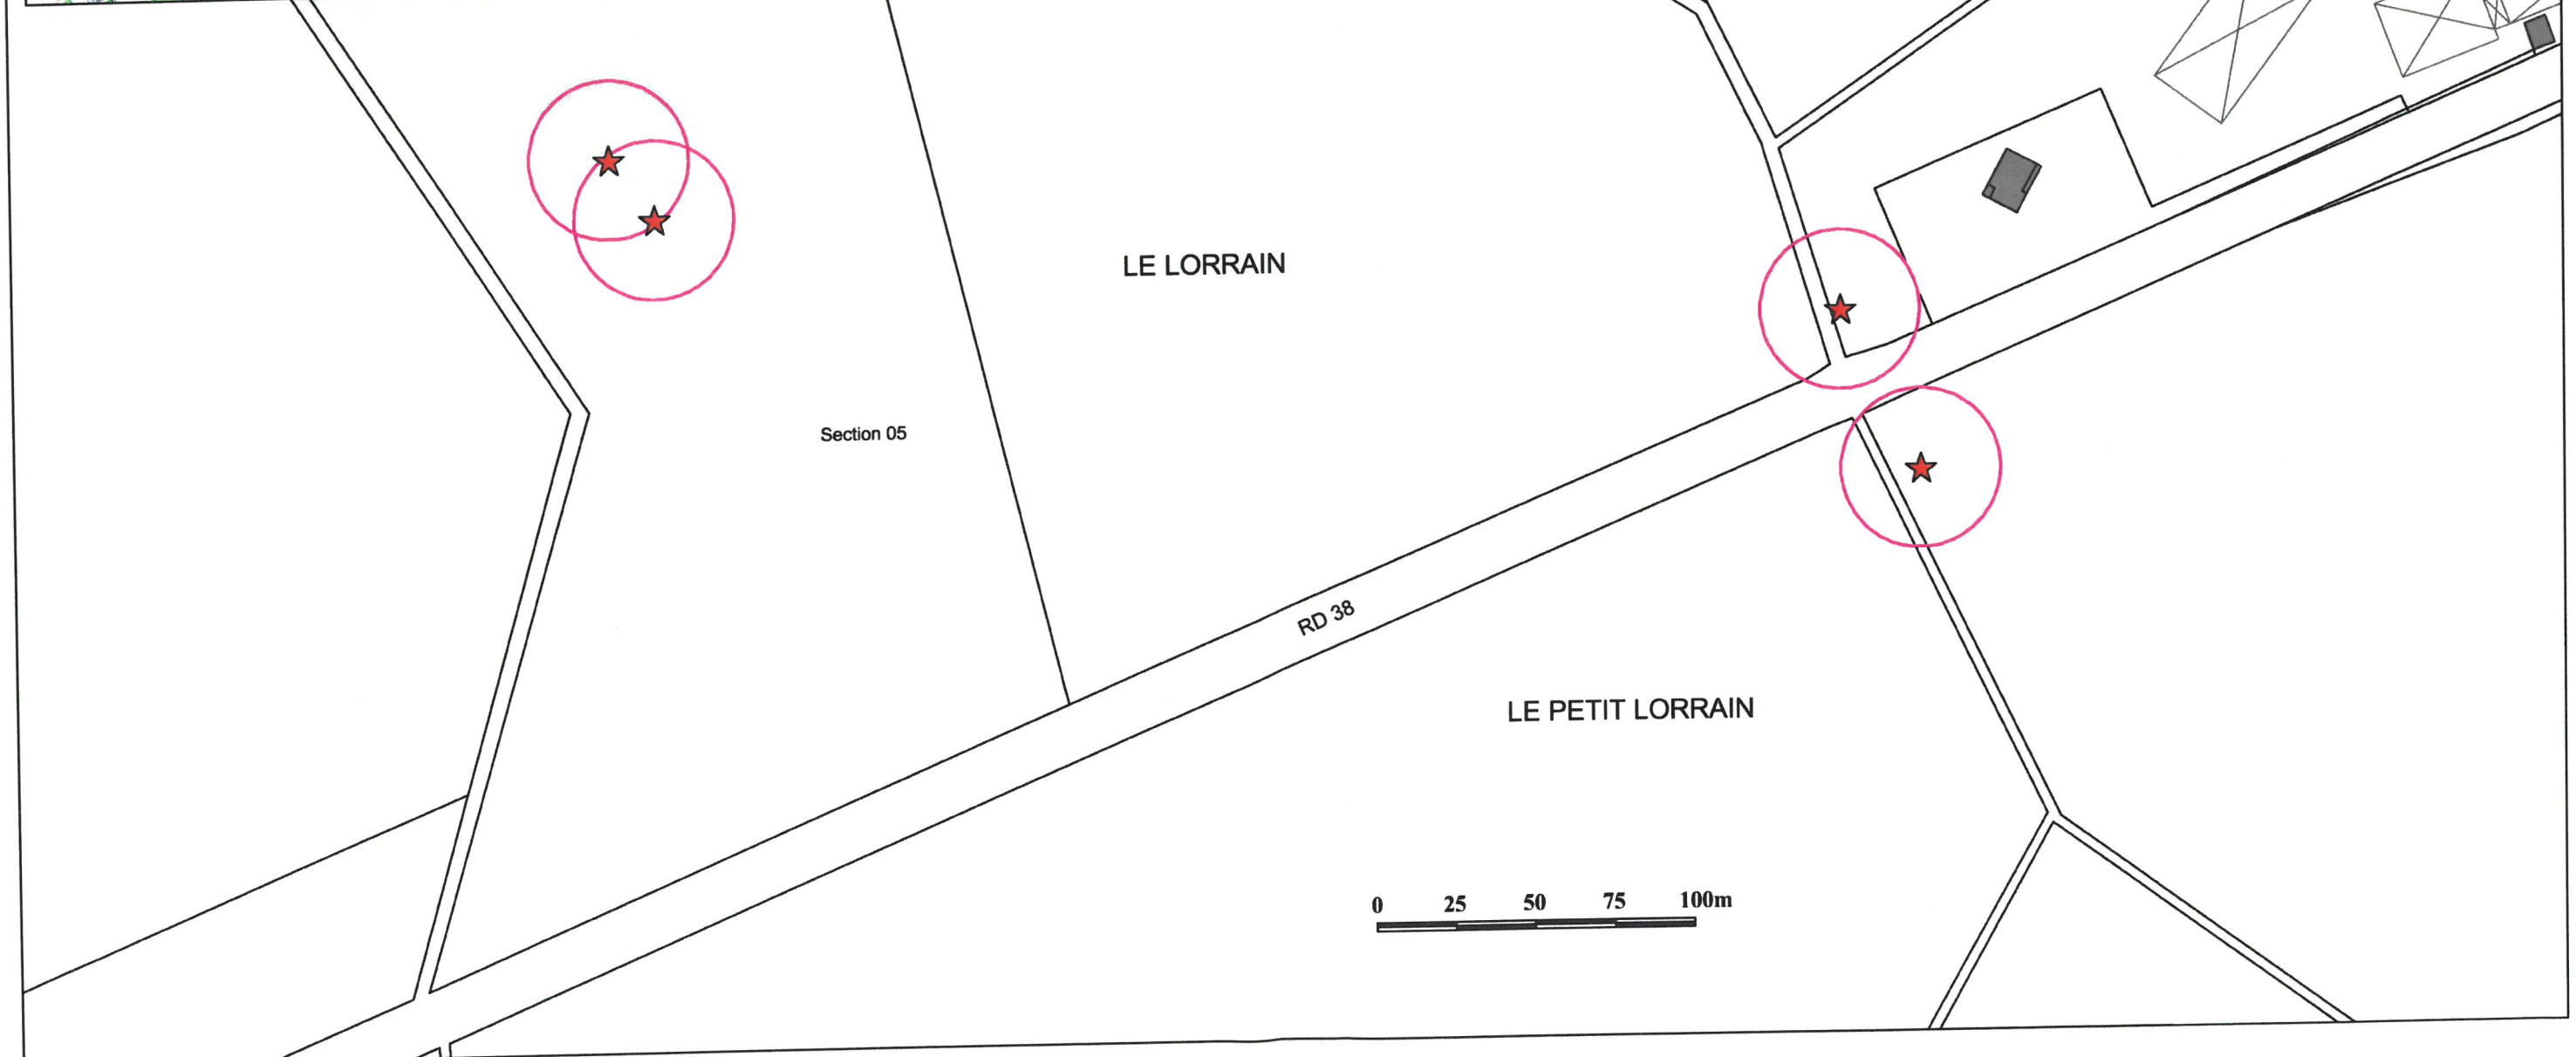 LE LORRAIN
Section 05
RD 38
LE PETIT LORRAIN
0 25 50 75 100m